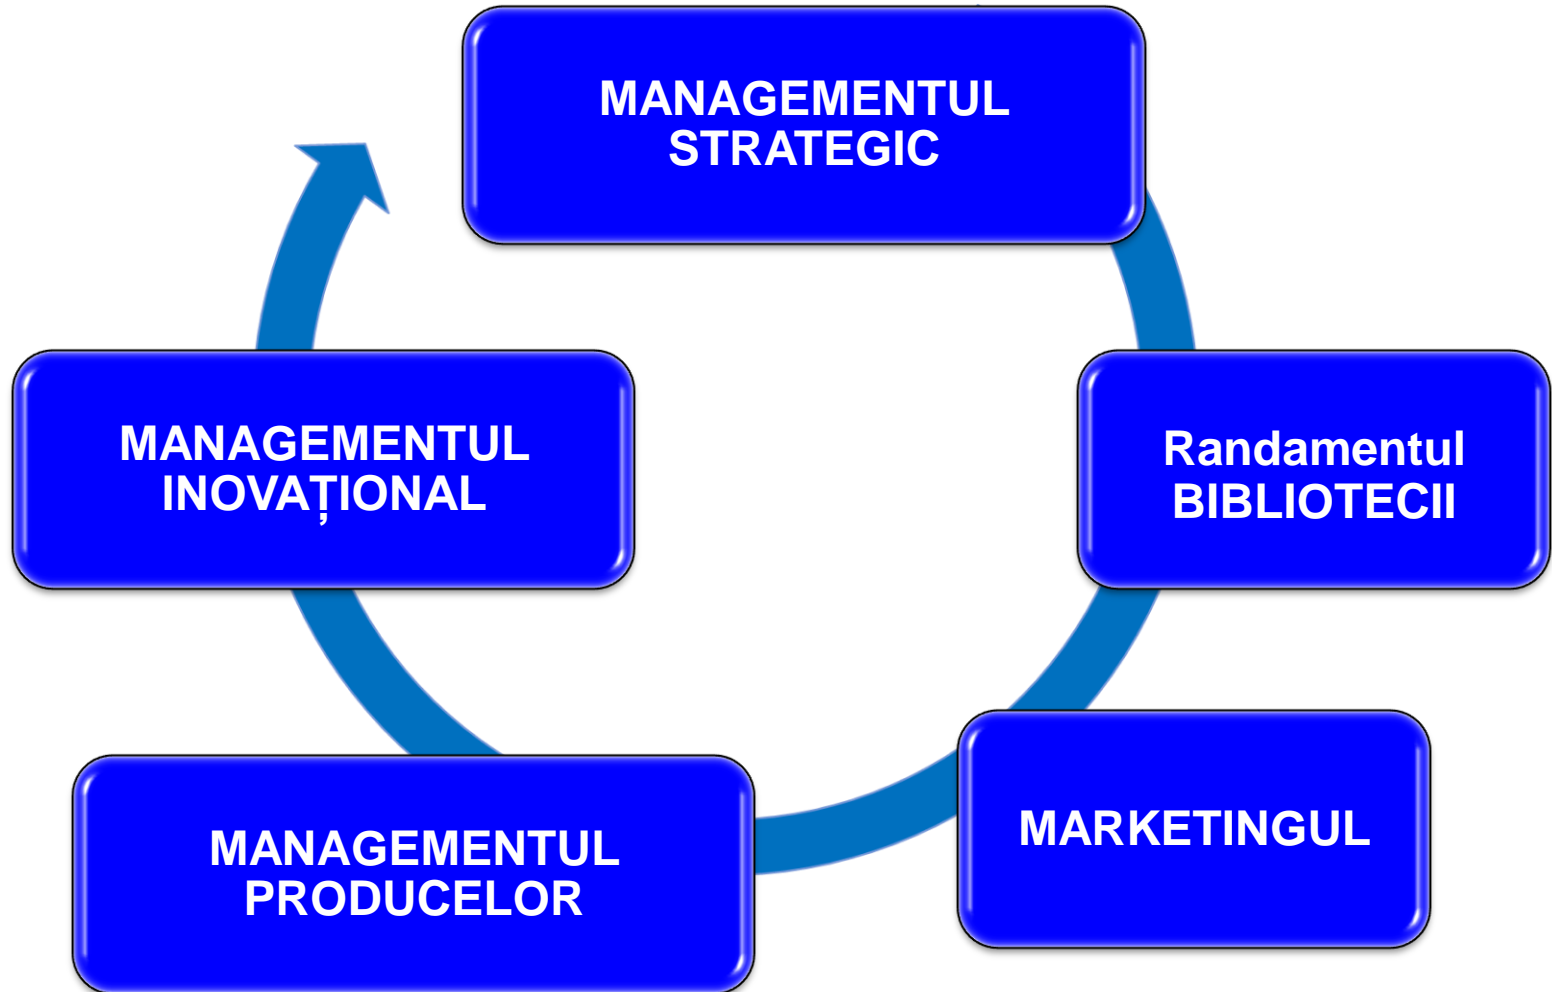 MANAGEMENTUL
STRATEGIC
Randamentul
BIBLIOTECII
MARKETINGUL
MANAGEMENTUL
PRODUCELOR
MANAGEMENTUL
INOVAȚIONAL